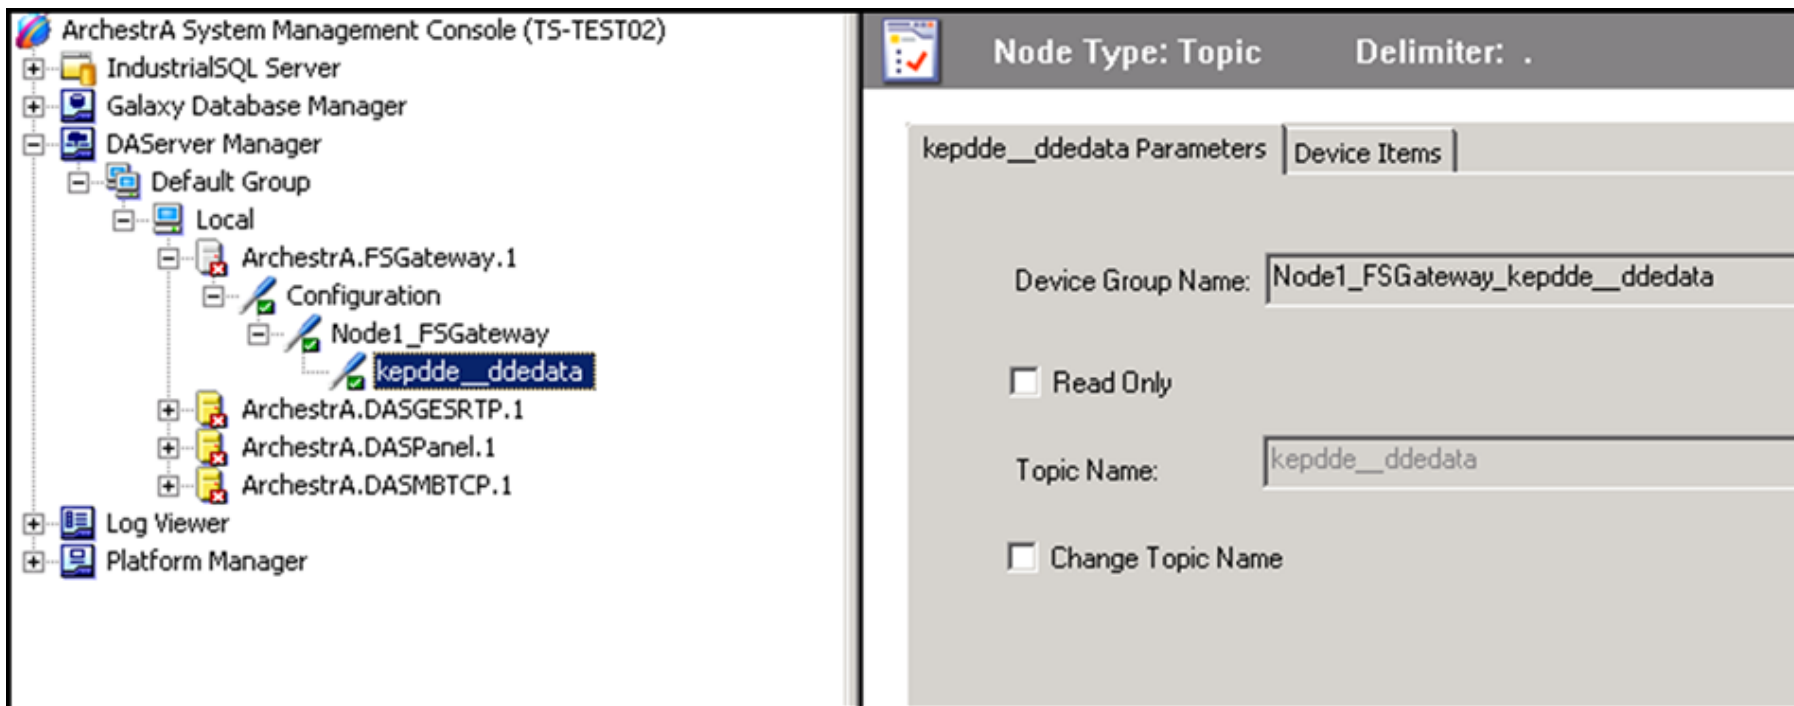 ArchestrA System Management Console (TS-TEST02)
IndustrialSQL Server
Galaxy Database Manager
DAServer Manager
Default Group
Local
ArchestrA.FSGateway.1
Configuration
Node1_FSGateway
kepdde__ddedata
ArchestrA.DASGESRTP.1
ArchestrA.DASPanel.1
ArchestrA.DASMBTCP.1
Log Viewer
Platform Manager
Node Type: Topic Delimiter: .
kepdde__ddedata Parameters Device Items
Device Group Name: Node1_FSGateway_kepdde__ddedata
Read Only
Topic Name: kepdde__ddedata
Change Topic Name